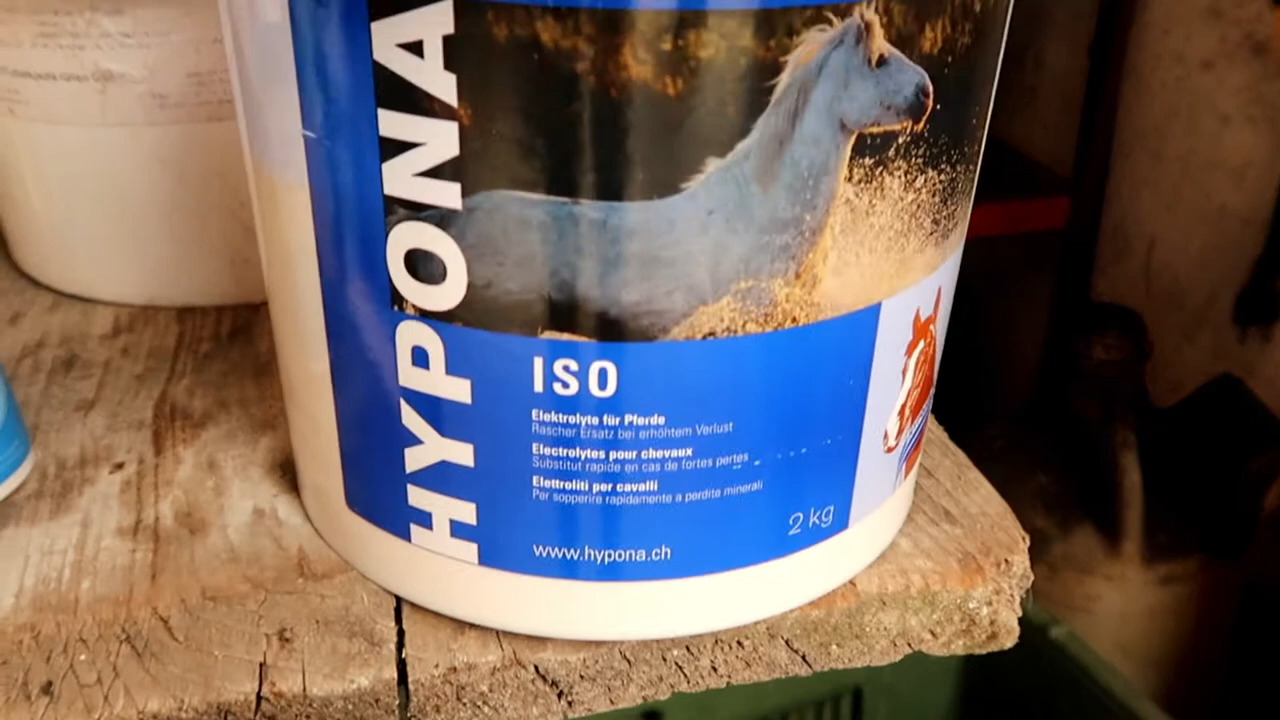 HYPONA
ISO
Elektrolyte für Pferde
Rascher Ersatz bei erhöhtem Verlust
Electrolytes pour chevaux
Substitut rapide en cas de fortes pertes
Elettroliti per cavalli
Per sopperire rapidamente a perdite minerali
2 kg
www.hypona.ch